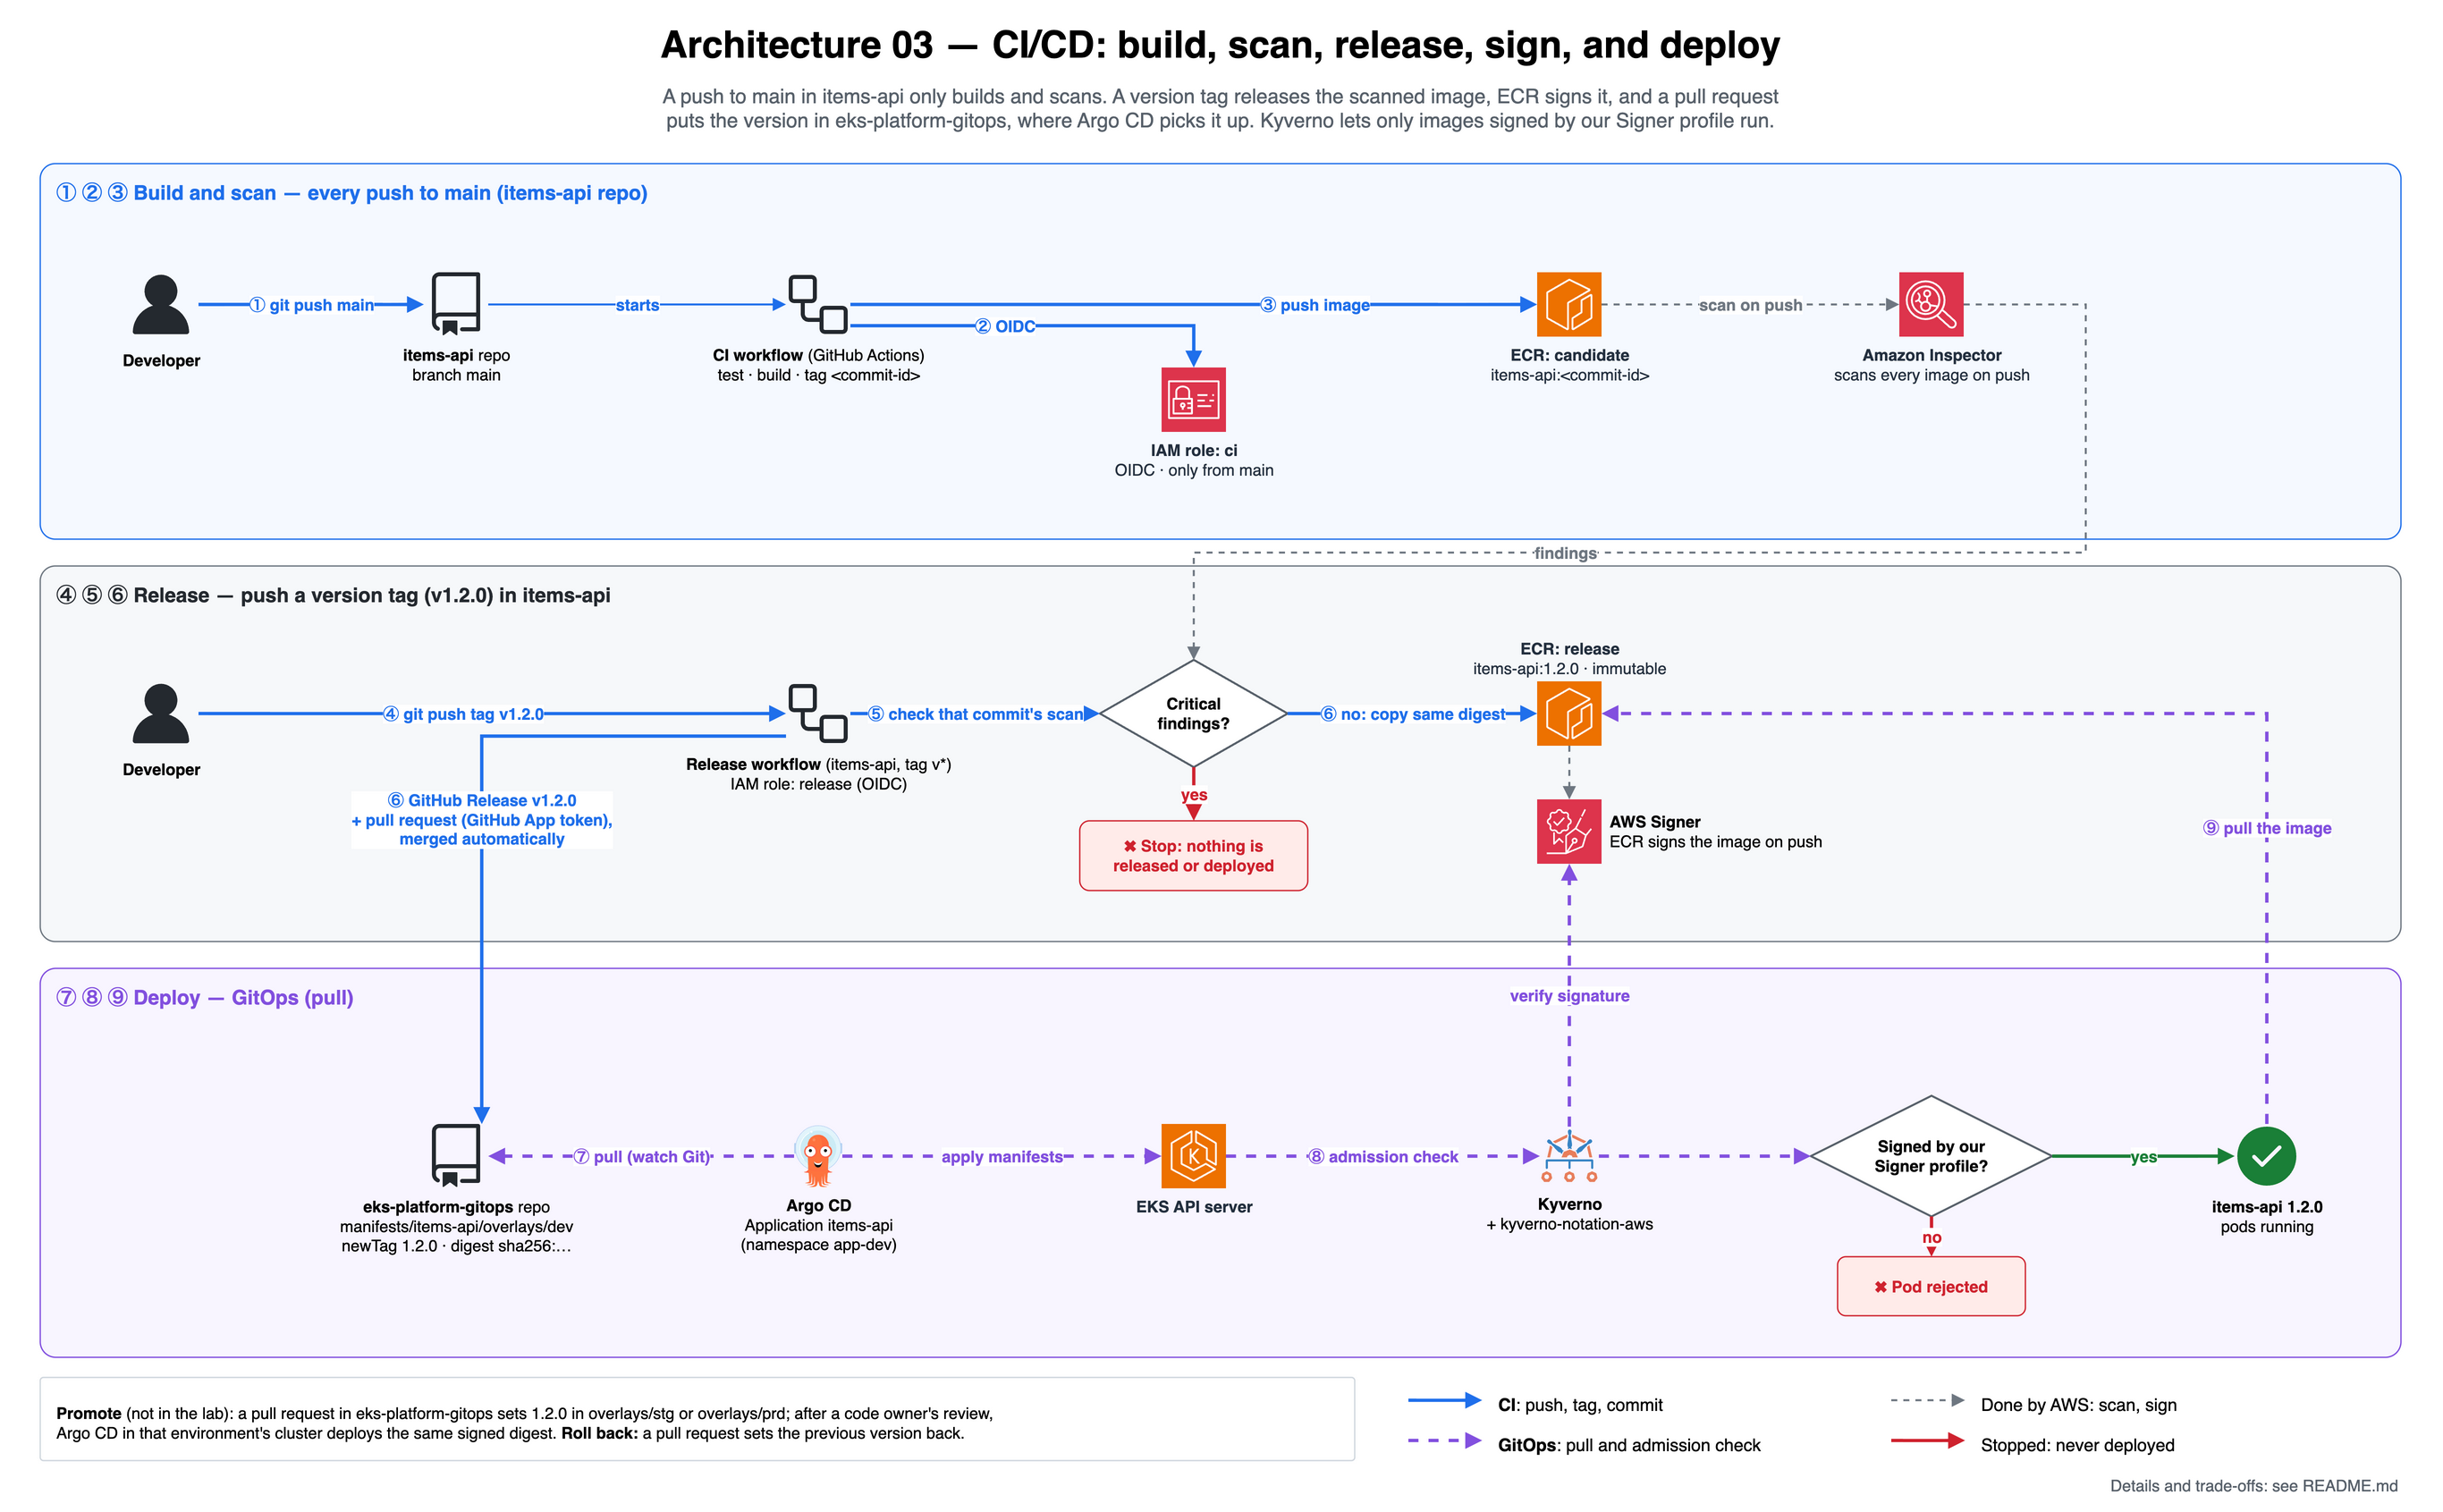 Architecture 03 — CI/CD: build, scan, release, sign, and deploy
A push to main in items-api only builds and scans. A version tag releases the scanned image, ECR signs it, and a pull request
puts the version in eks-platform-gitops, where Argo CD picks it up. Kyverno lets only images signed by our Signer profile run.
① ② ③ Build and scan — every push to main (items-api repo)
① git push main
starts
③ push image
② OIDC
scan on push
Developer
items-api repo
branch main
CI workflow (GitHub Actions)
test · build · tag <commit-id>
ECR: candidate
items-api:<commit-id>
Amazon Inspector
scans every image on push
IAM role: ci
OIDC · only from main
findings
④ ⑤ ⑥ Release — push a version tag (v1.2.0) in items-api
ECR: release
items-api:1.2.0 · immutable
④ git push tag v1.2.0
⑤ check that commit's scan
Critical
findings?
⑥ no: copy same digest
Developer
Release workflow (items-api, tag v*)
IAM role: release (OIDC)
yes
⑥ GitHub Release v1.2.0
+ pull request (GitHub App token),
merged automatically
✖ Stop: nothing is
released or deployed
AWS Signer
ECR signs the image on push
⑨ pull the image
⑦ ⑧ ⑨ Deploy — GitOps (pull)
verify signature
⑦ pull (watch Git)
apply manifests
⑧ admission check
Signed by our
Signer profile?
yes
eks-platform-gitops repo
manifests/items-api/overlays/dev
newTag 1.2.0 · digest sha256:…
Argo CD
Application items-api
(namespace app-dev)
EKS API server
Kyverno
+ kyverno-notation-aws
items-api 1.2.0
pods running
no
✖ Pod rejected
Promote (not in the lab): a pull request in eks-platform-gitops sets 1.2.0 in overlays/stg or overlays/prd; after a code owner's review,
Argo CD in that environment's cluster deploys the same signed digest. Roll back: a pull request sets the previous version back.
CI: push, tag, commit
Done by AWS: scan, sign
GitOps: pull and admission check
Stopped: never deployed
Details and trade-offs: see README.md